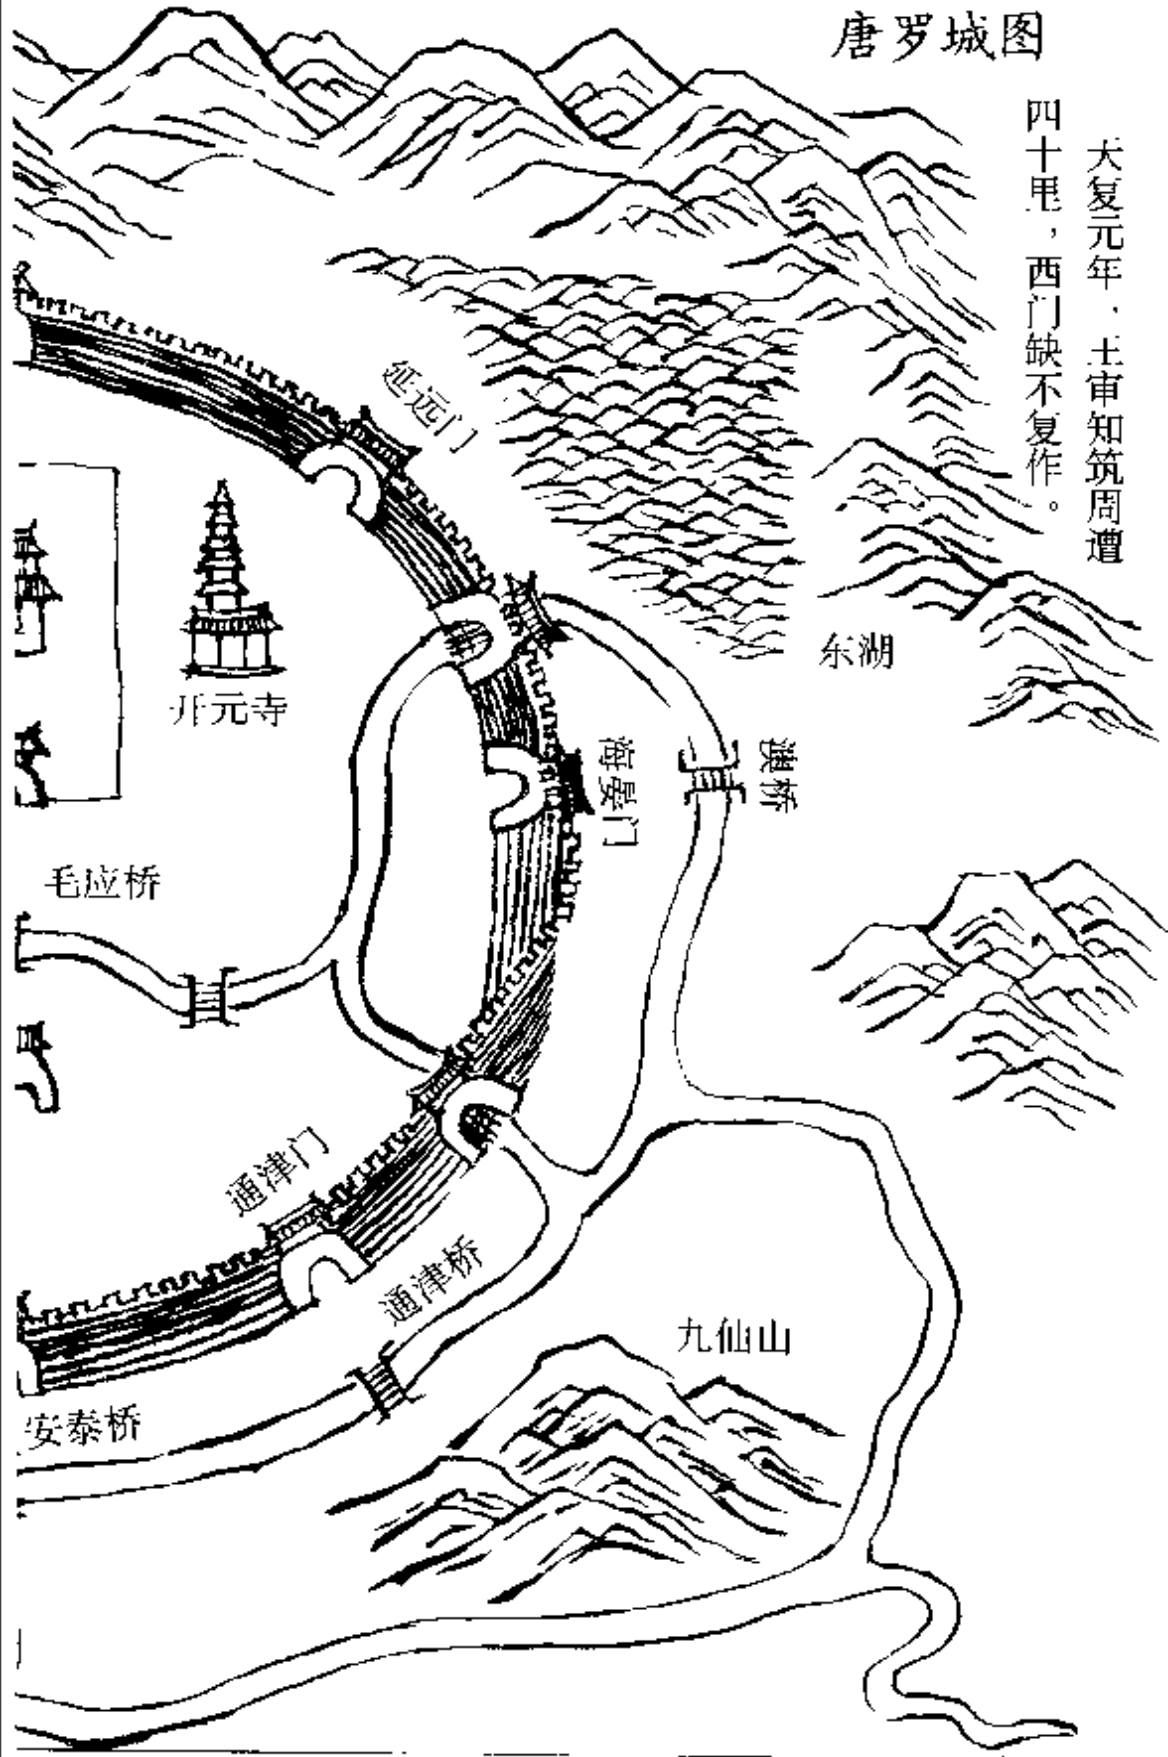 唐罗城图
大复元年，王审知筑周遭
四十里，西门缺不复作。
延远门
东湖
开元寺
海晏门
澳桥
毛应桥
通津门
通津桥
九仙山
安泰桥